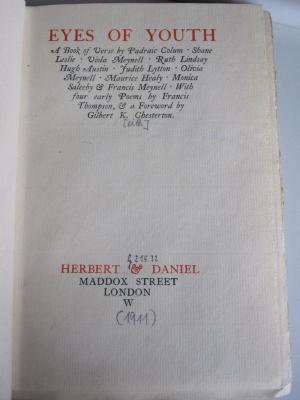 EYES OF YOUTH
A Book of Verse by Padraic Colum · Shane
Leslie · Viola Meynell · Ruth Lindsay
Hugh Austin · Judith Lytton · Olivia
Meynell · Maurice Healy · Monica
Saleeby & Francis Meynell · With
four early Poems by Francis
Thompson, & a Foreword by
Gilbert K. Chesterton.
HERBERT & DANIEL
MADDOX STREET
LONDON
W
(1911)